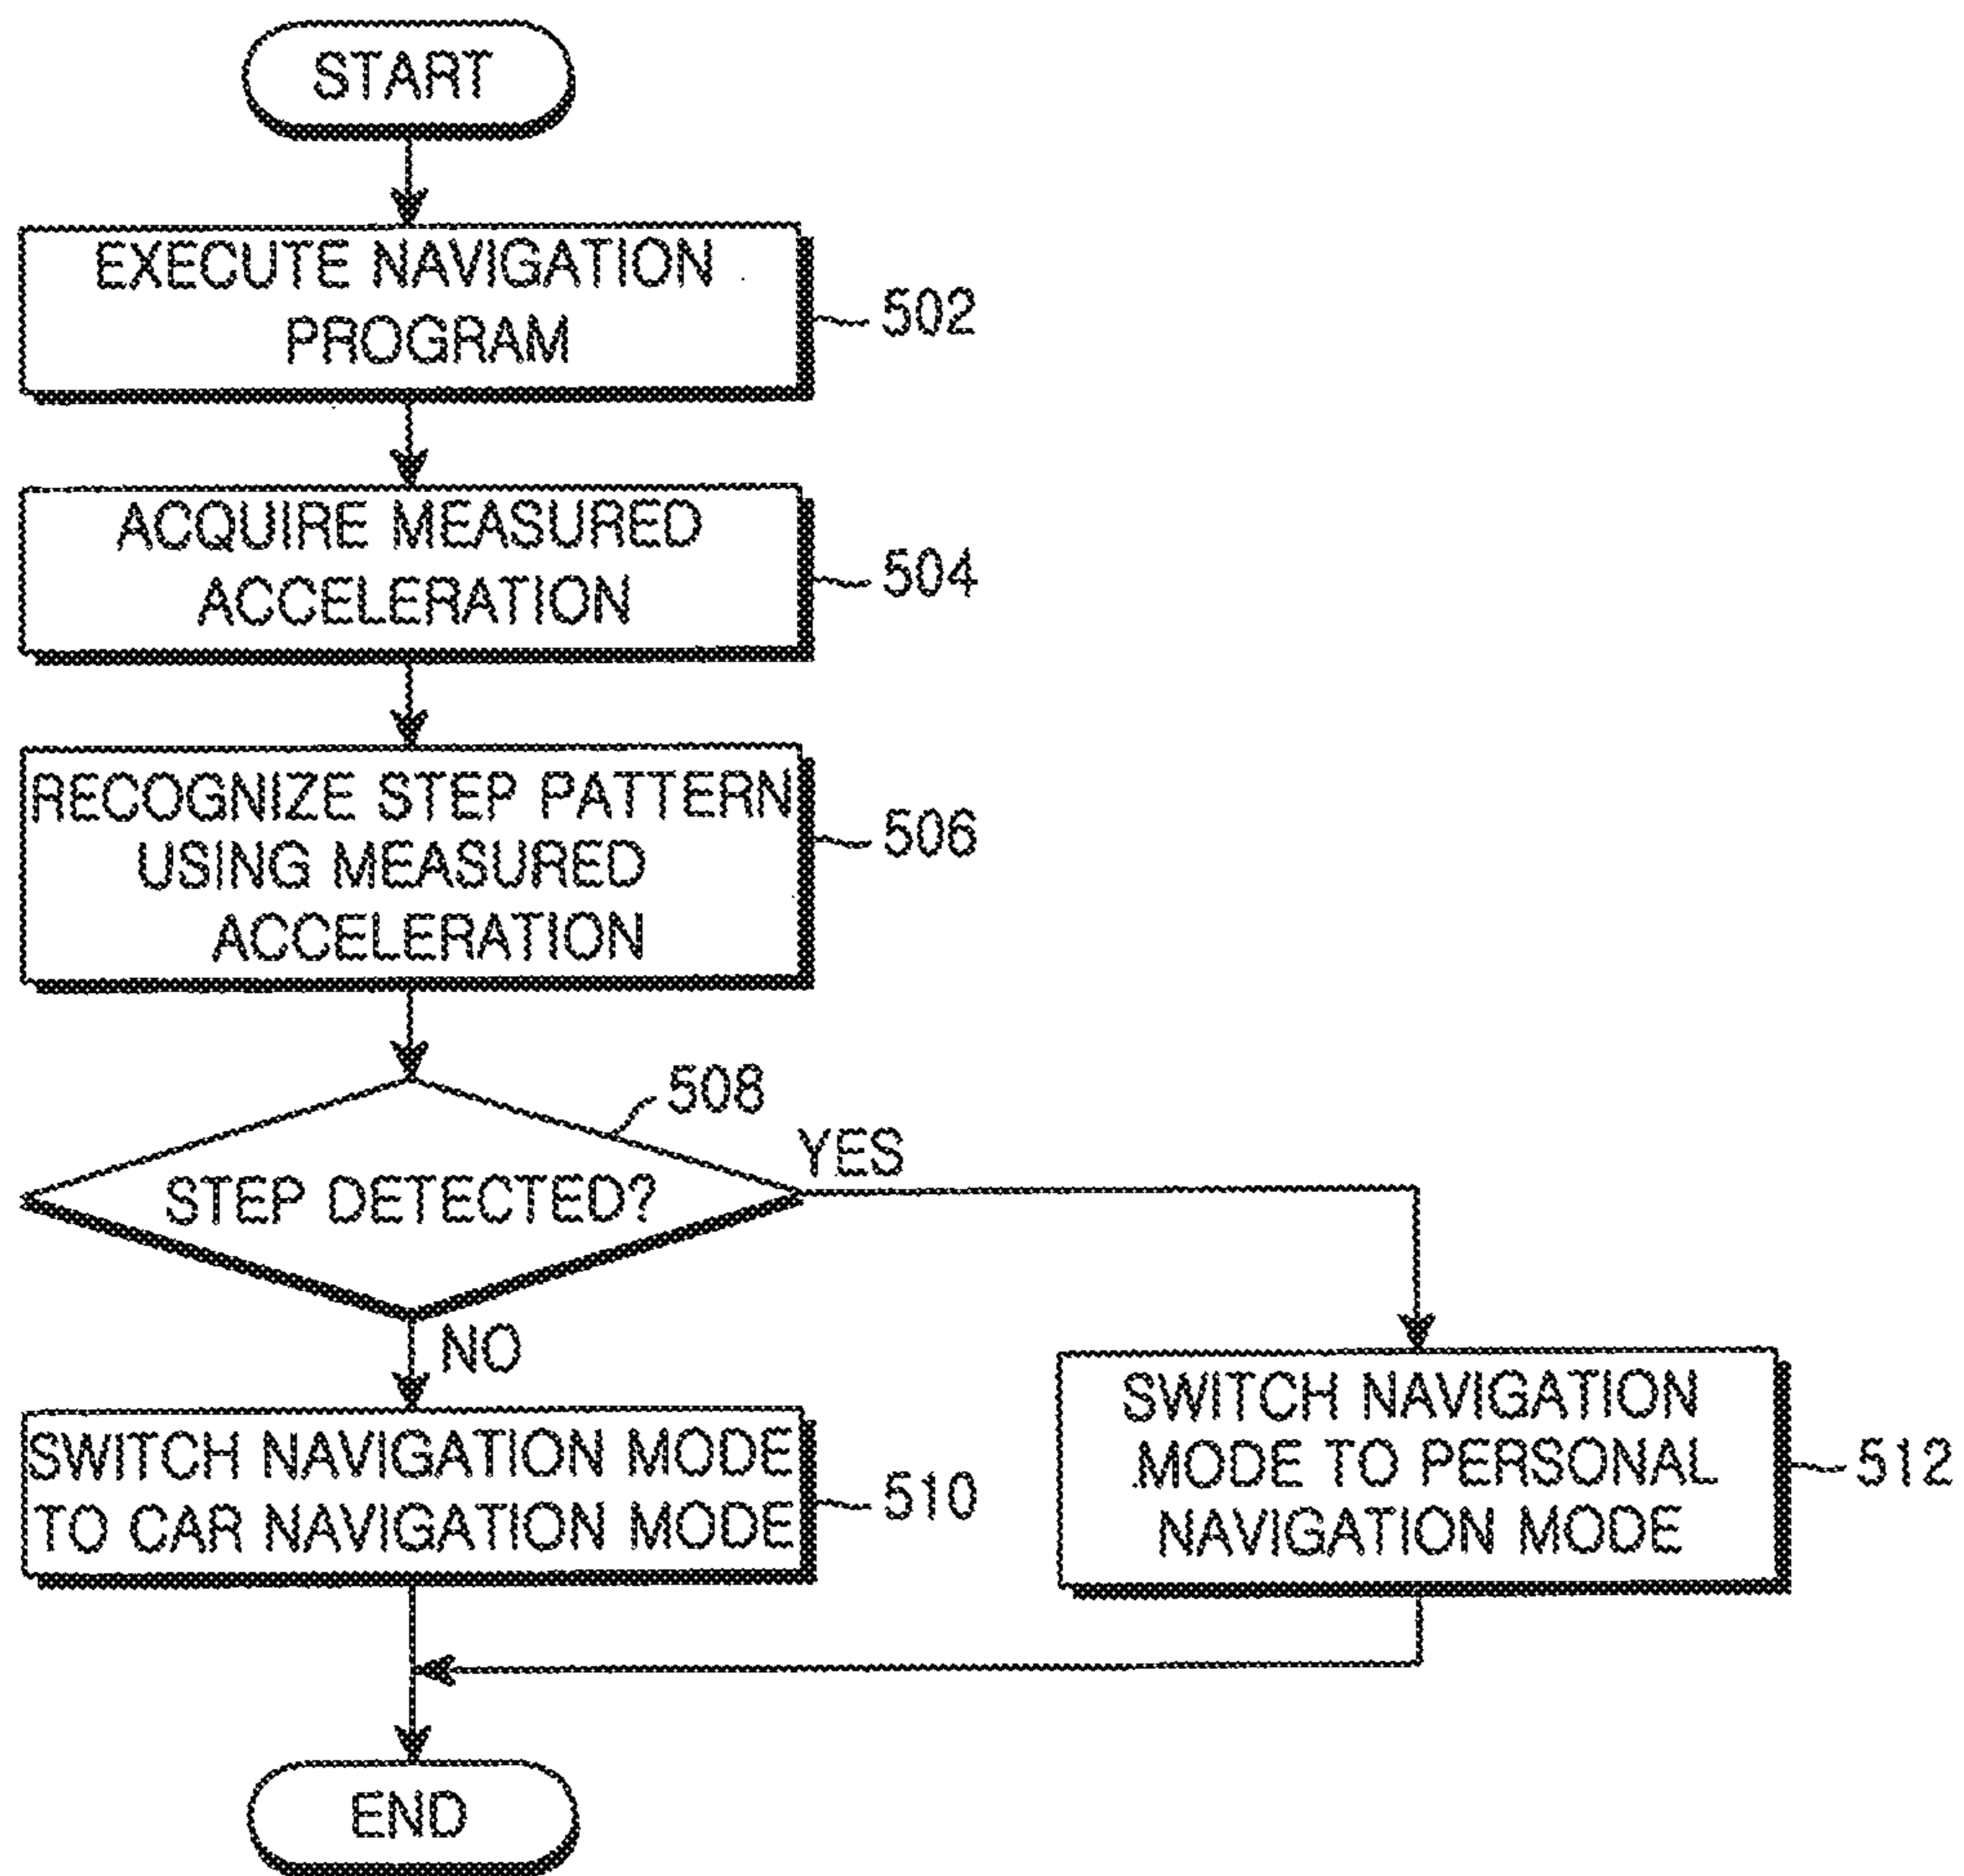 START
EXECUTE NAVIGATION
PROGRAM
502
ACQUIRE MEASURED
ACCELERATION
504
RECOGNIZE STEP PATTERN
USING MEASURED
ACCELERATION
506
508
STEP DETECTED?
YES
NO
SWITCH NAVIGATION MODE
TO CAR NAVIGATION MODE
510
SWITCH NAVIGATION
MODE TO PERSONAL
NAVIGATION MODE
512
END